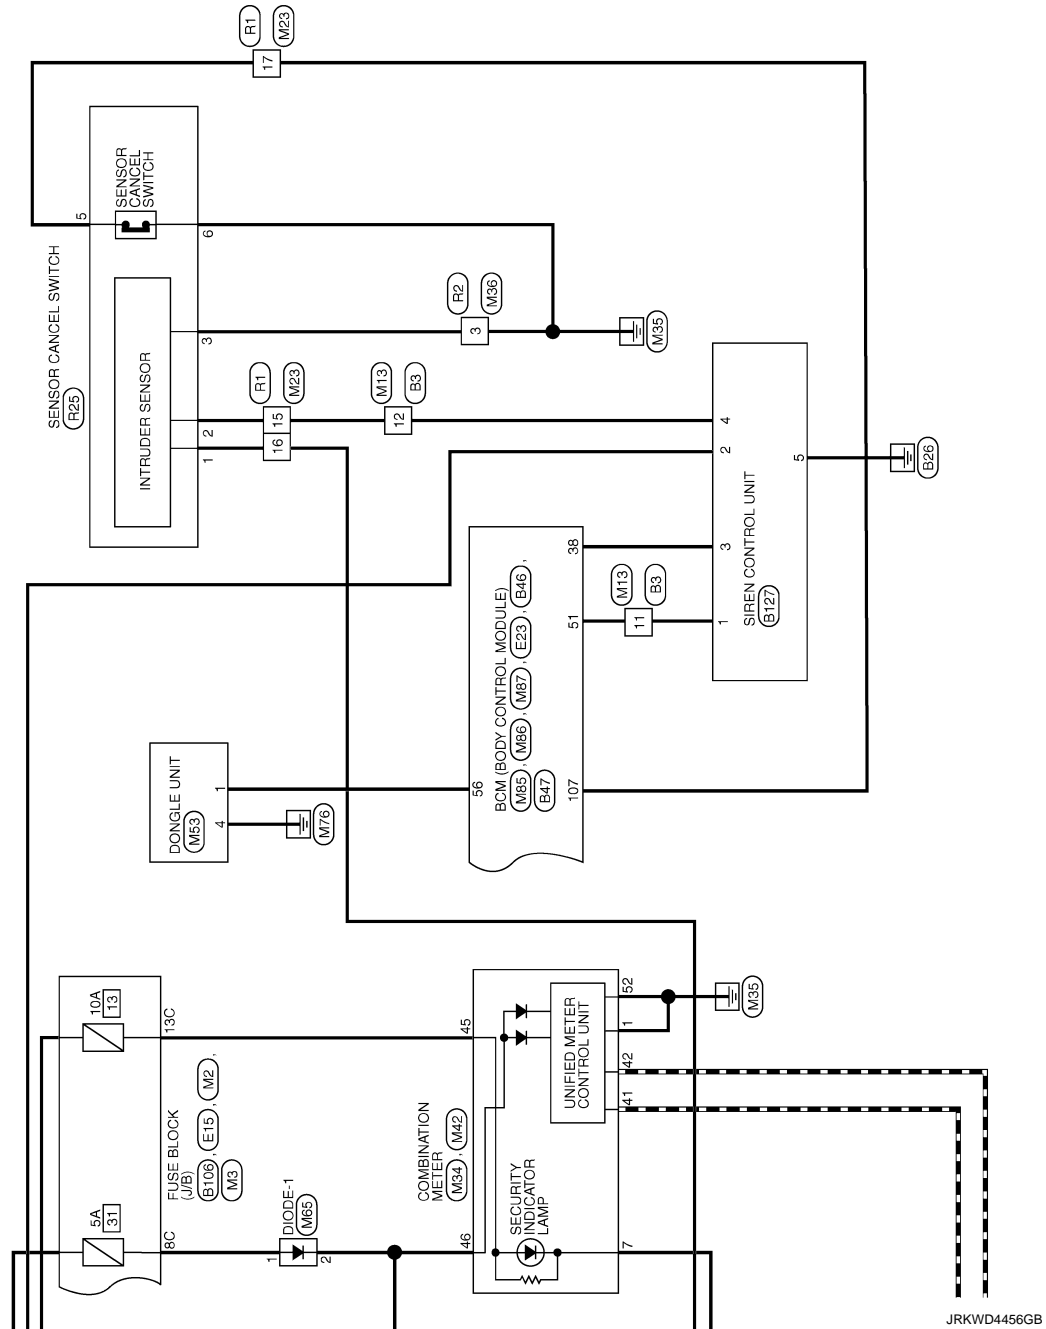 R1
M23
17
SENSOR
CANCEL
SWITCH
5
6
SENSOR CANCEL SWITCH
R25
INTRUDER SENSOR
3
R2
M36
3
M35
R1
M23
M13
B3
15
16
12
2
1
4
2
3
1
5
SIREN CONTROL UNIT
B127
B26
38
51
M13
B3
11
BCM (BODY CONTROL MODULE)
M85 , M86 , M87 , E23 , B46 ,
B47
56
107
DONGLE UNIT
M53
1
4
M76
10A
13
13C
FUSE BLOCK
(J/B)
B106 , E15 , M2 ,
M3
5A
31
8C
DIODE-1
M65
1
2
45
46
COMBINATION
METER
M34 , M42
UNIFIED METER
CONTROL UNIT
52
1
42
41
M35
SECURITY
INDICATOR
LAMP
7
JRKWD4456GB